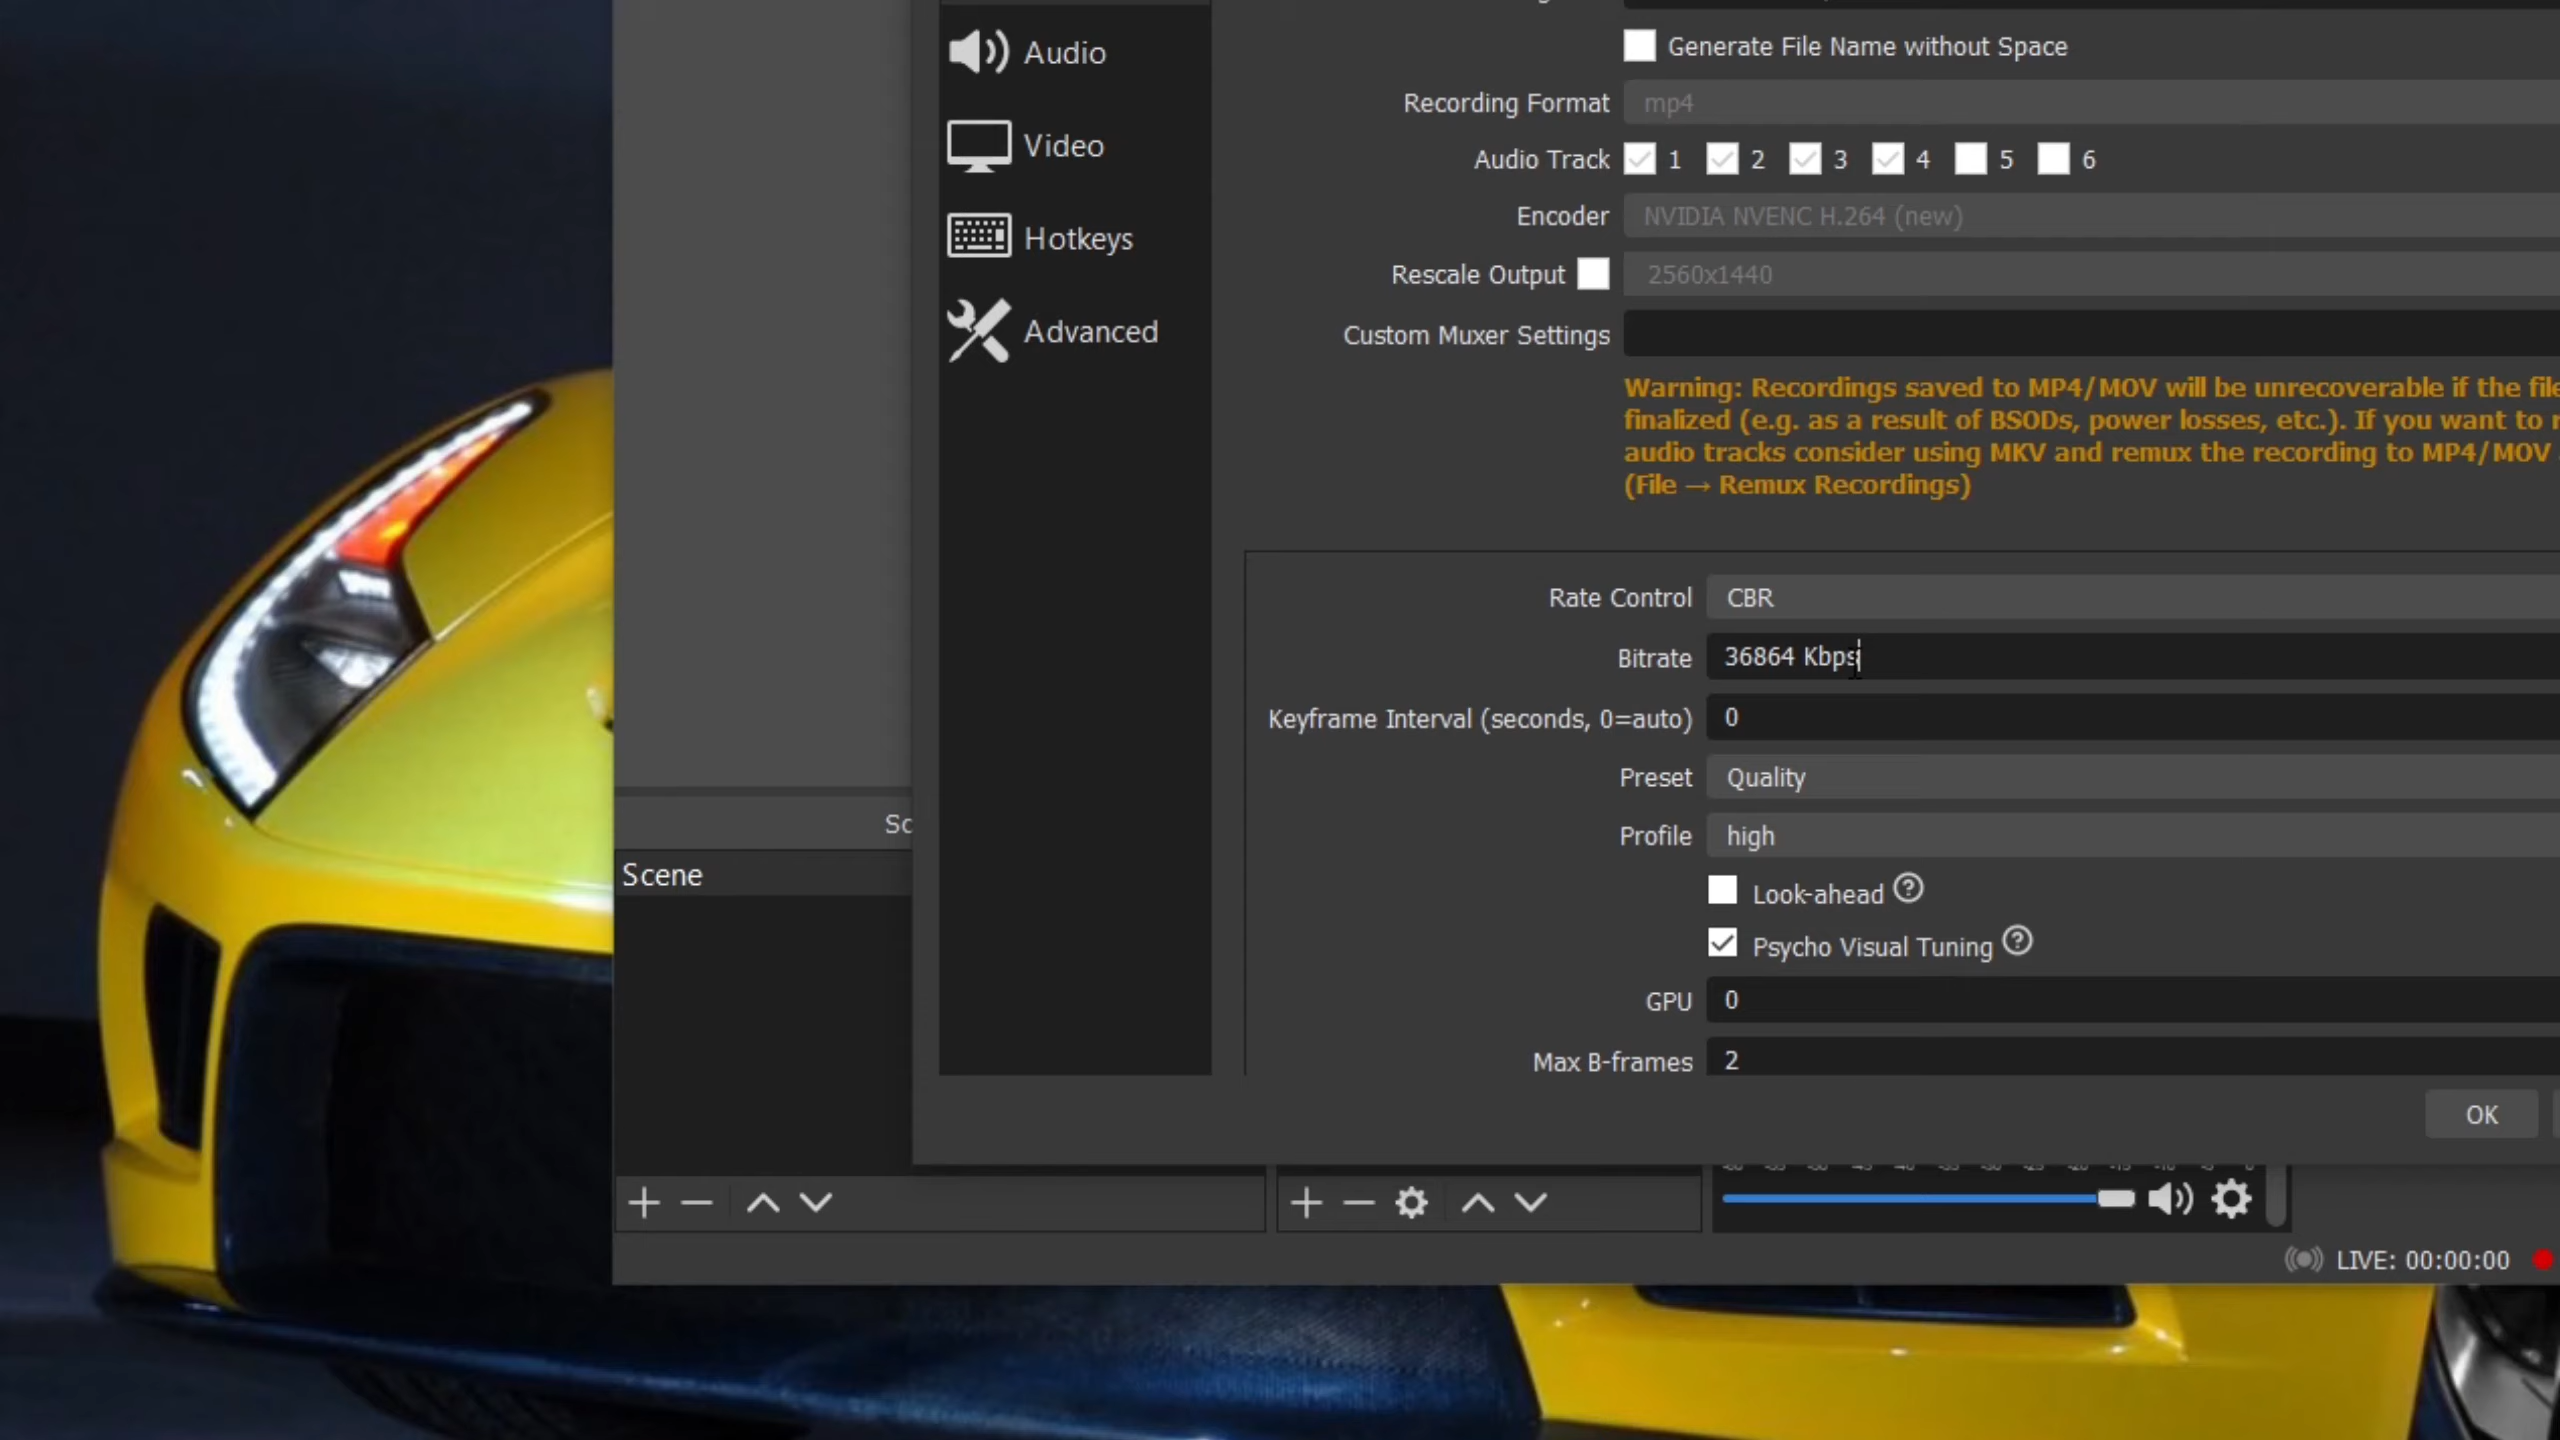 Audio
Video
Hotkeys
Advanced
Generate File Name without Space
Recording Format mp4
Audio Track 1 2 3 4 5 6
Encoder NVIDIA NVENC H.264 (new)
Rescale Output 2560x1440
Custom Muxer Settings
Warning: Recordings saved to MP4/MOV will be unrecoverable if the file
finalized (e.g. as a result of BSODs, power losses, etc.). If you want to
audio tracks consider using MKV and remux the recording to MP4/MOV
(File → Remux Recordings)
Rate Control CBR
Bitrate 36864 Kbps
Keyframe Interval (seconds, 0=auto) 0
Preset Quality
Profile high
Look-ahead
Psycho Visual Tuning
GPU 0
Max B-frames 2
OK
Sc
Scene
LIVE: 00:00:00